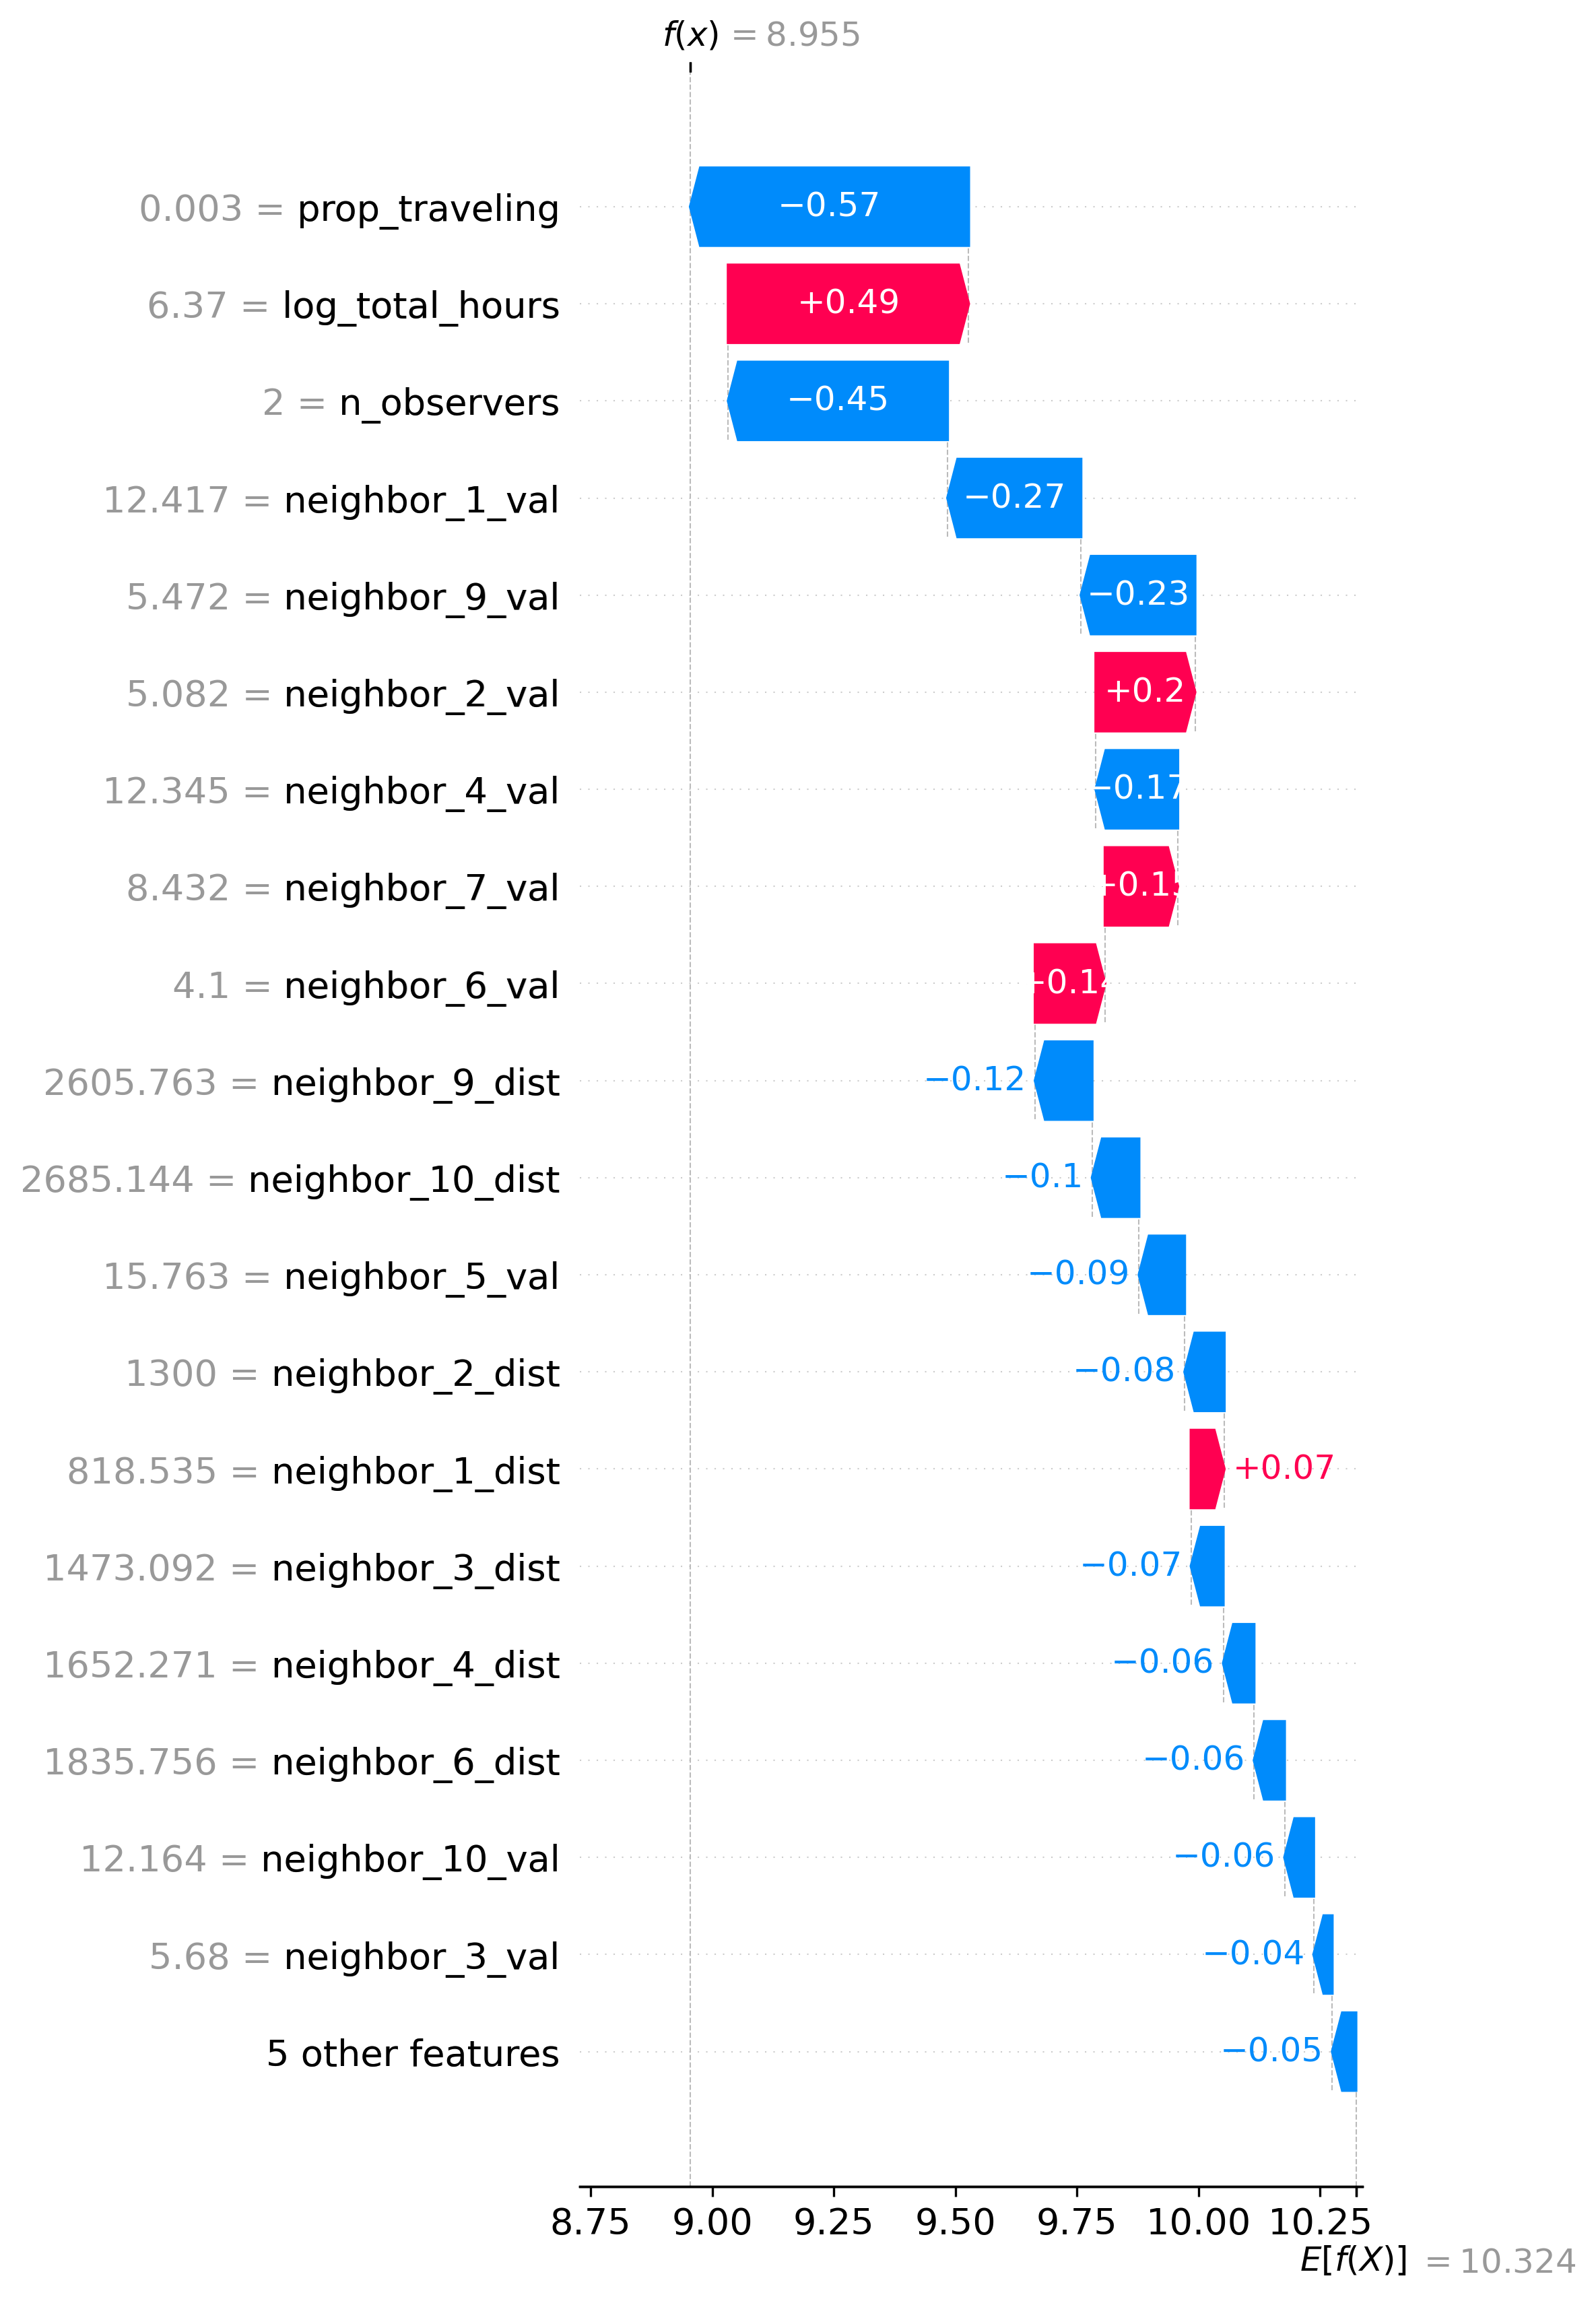 f(x) = 8.955
0.003 = prop_traveling −0.57
6.37 = log_total_hours +0.49
2 = n_observers −0.45
12.417 = neighbor_1_val −0.27
5.472 = neighbor_9_val −0.23
5.082 = neighbor_2_val +0.2
12.345 = neighbor_4_val −0.17
8.432 = neighbor_7_val
4.1 = neighbor_6_val
2605.763 = neighbor_9_dist −0.12
2685.144 = neighbor_10_dist −0.1
15.763 = neighbor_5_val −0.09
1300 = neighbor_2_dist −0.08
818.535 = neighbor_1_dist +0.07
1473.092 = neighbor_3_dist −0.07
1652.271 = neighbor_4_dist −0.06
1835.756 = neighbor_6_dist −0.06
12.164 = neighbor_10_val −0.06
5.68 = neighbor_3_val −0.04
5 other features −0.05
8.75 9.00 9.25 9.50 9.75 10.00 10.25
E[f(X)] = 10.324